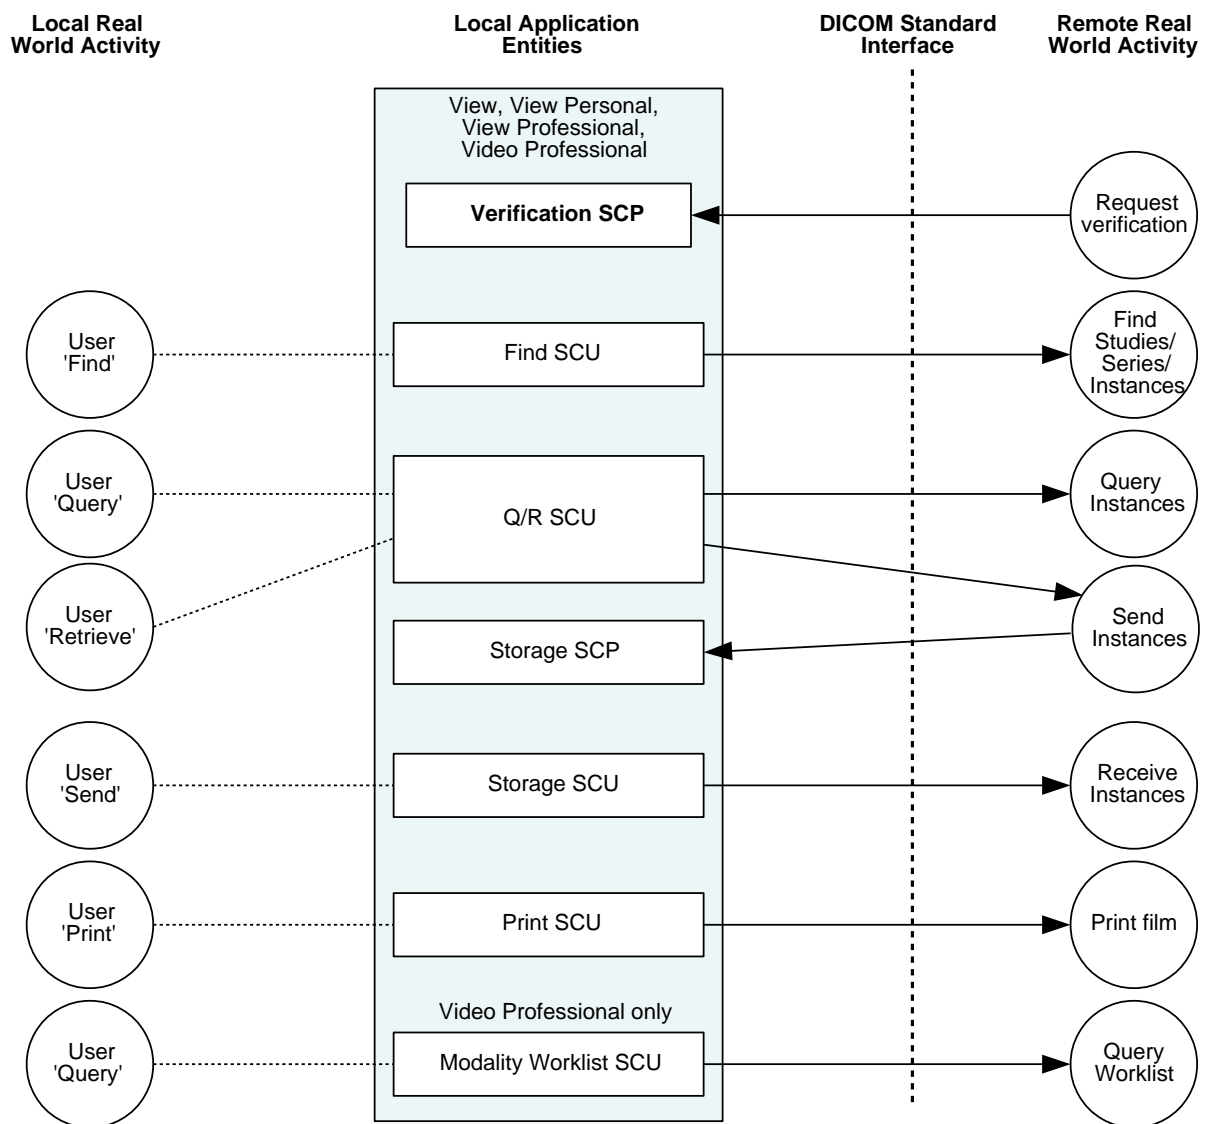 Local Real
World Activity
Local Application
Entities
DICOM Standard
Interface
Remote Real
World Activity
View, View Personal,
View Professional,
Video Professional
Verification SCP
Request
verification
User
'Find'
Find SCU
Find
Studies/
Series/
Instances
User
'Query'
Q/R SCU
Query
Instances
User
'Retrieve'
Storage SCP
Send
Instances
User
'Send'
Storage SCU
Receive
Instances
User
'Print'
Print SCU
Print film
Video Professional only
User
'Query'
Modality Worklist SCU
Query
Worklist